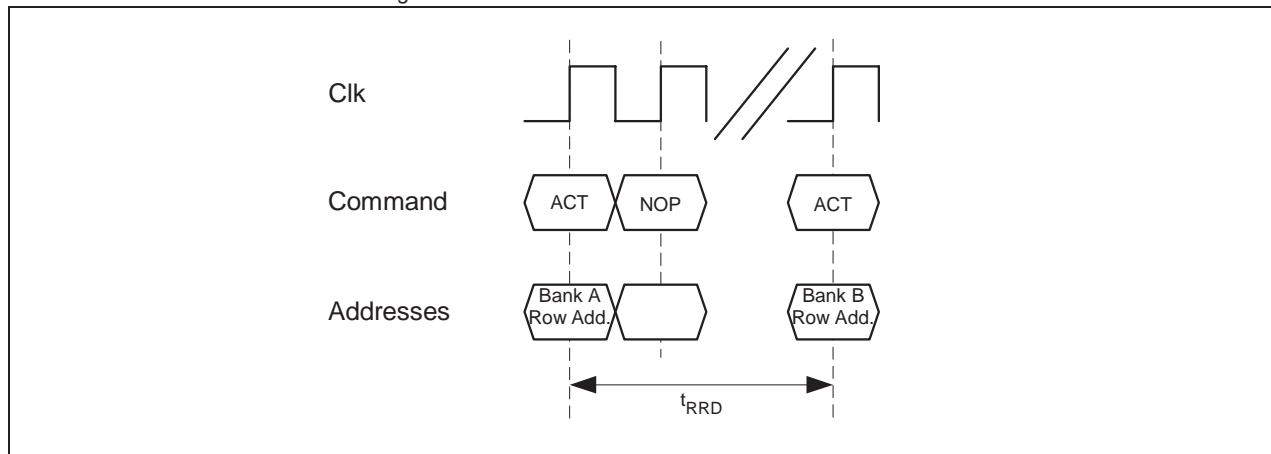 Clk
Command
ACT
NOP
ACT
Addresses
Bank A
Row Add.
Bank B
Row Add.
tRRD